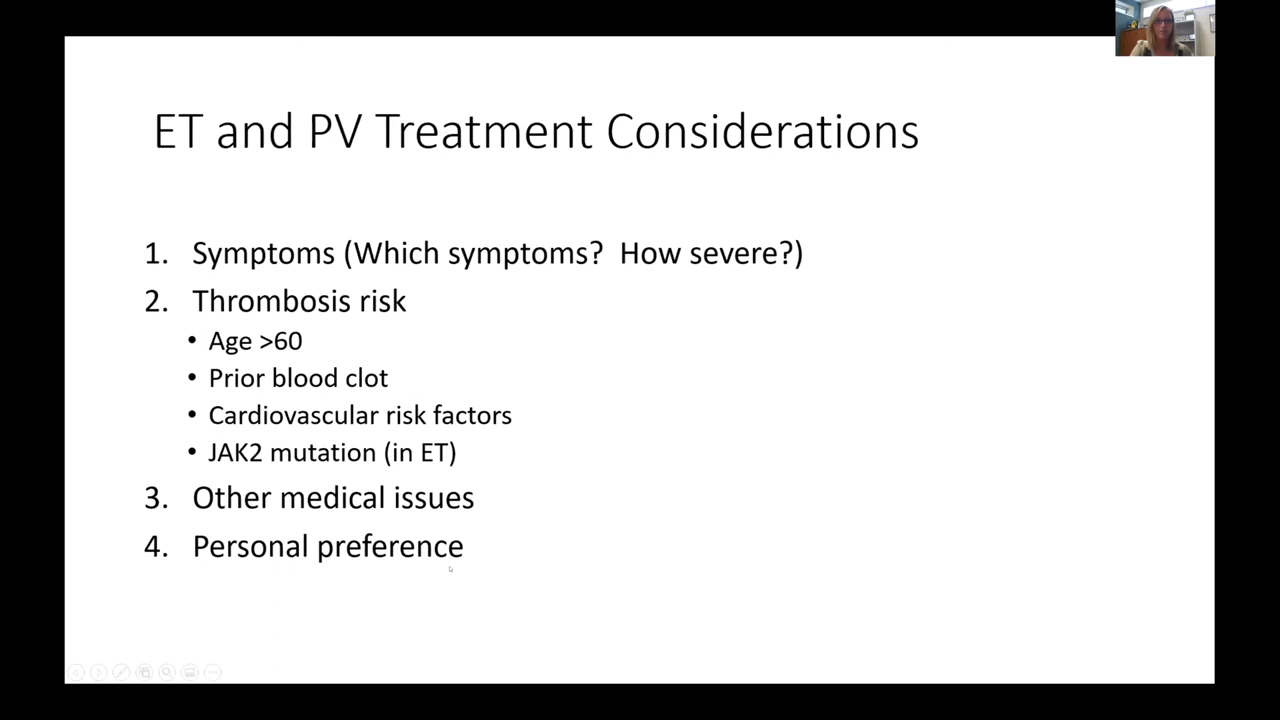 ET and PV Treatment Considerations
1. Symptoms (Which symptoms?  How severe?)
2. Thrombosis risk
• Age >60
• Prior blood clot
• Cardiovascular risk factors
• JAK2 mutation (in ET)
3. Other medical issues
4. Personal preference